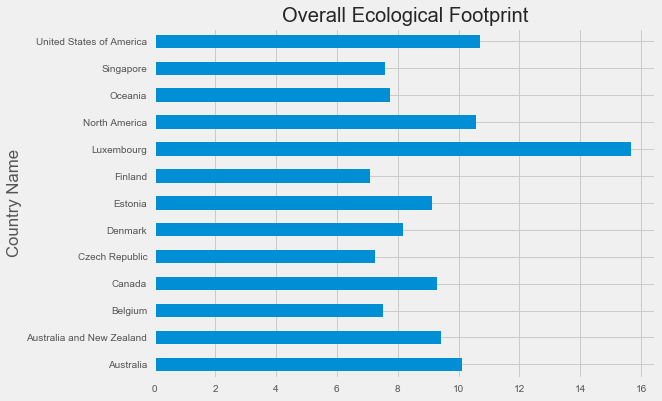 Overall Ecological Footprint
Country Name
United States of America
Singapore
Oceania
North America
Luxembourg
Finland
Estonia
Denmark
Czech Republic
Canada
Belgium
Australia and New Zealand
Australia
0 2 4 6 8 10 12 14 16